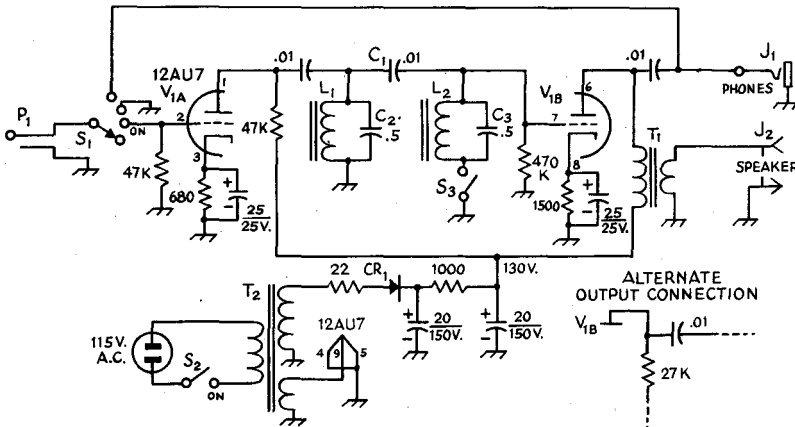 12AU7
V1A
1
2
3
P1
S1
ON
47K
680
+
-
25
25V.
47K
.01
C1
.01
L1
C2
.5
L2
C3
.5
S3
470
K
V1B
6
7
8
1500
+
-
25
25V.
.01
T1
PHONES
J1
J2
SPEAKER
T2
22
CR1
1000
130V.
+
-
20
150V.
+
-
20
150V.
12AU7
4
9
5
115V.
A.C.
S2
ON
ALTERNATE
OUTPUT CONNECTION
V1B
.01
27K